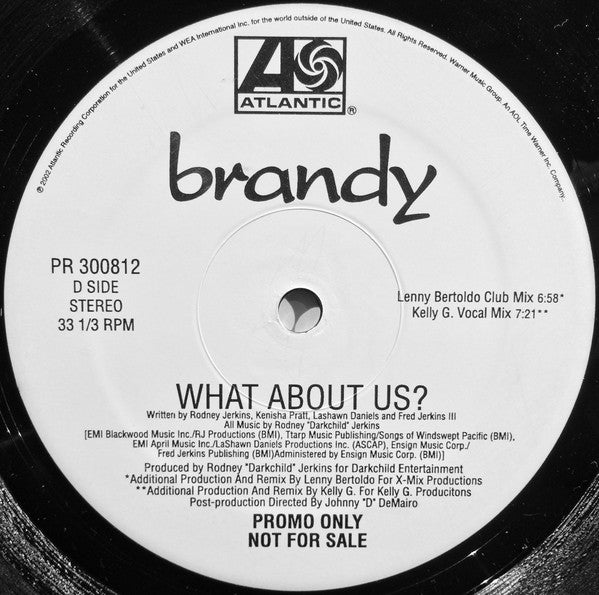 ℗ 2002 Atlantic Recording Corporation for the United States and WEA International Inc. for the world outside of the United States. All Rights Reserved. Warner Music Group. An AOL Time Warner Inc. Company.
ATLANTIC®
brandy
PR 300812
D SIDE
STEREO
33 1/3 RPM
Lenny Bertoldo Club Mix 6:58*
Kelly G. Vocal Mix 7:21**
WHAT ABOUT US?
Written by Rodney Jerkins, Kenisha Pratt, Lashawn Daniels and Fred Jerkins III
All Music by Rodney "Darkchild" Jerkins
[EMI Blackwood Music Inc./RJ Productions (BMI), Ttarp Music Publishing/Songs of Windswept Pacific (BMI),
EMI April Music Inc./LaShawn Daniels Productions Inc. (ASCAP), Ensign Music Corp./
Fred Jerkins Publishing (BMI)Administered by Ensign Music Corp. (BMI)]
Produced by Rodney "Darkchild" Jerkins for Darkchild Entertainment
*Additional Production And Remix By Lenny Bertoldo For X-Mix Productions
**Additional Production And Remix By Kelly G. For Kelly G. Producitons
Post-production Directed By Johnny "D" DeMairo
PROMO ONLY
NOT FOR SALE